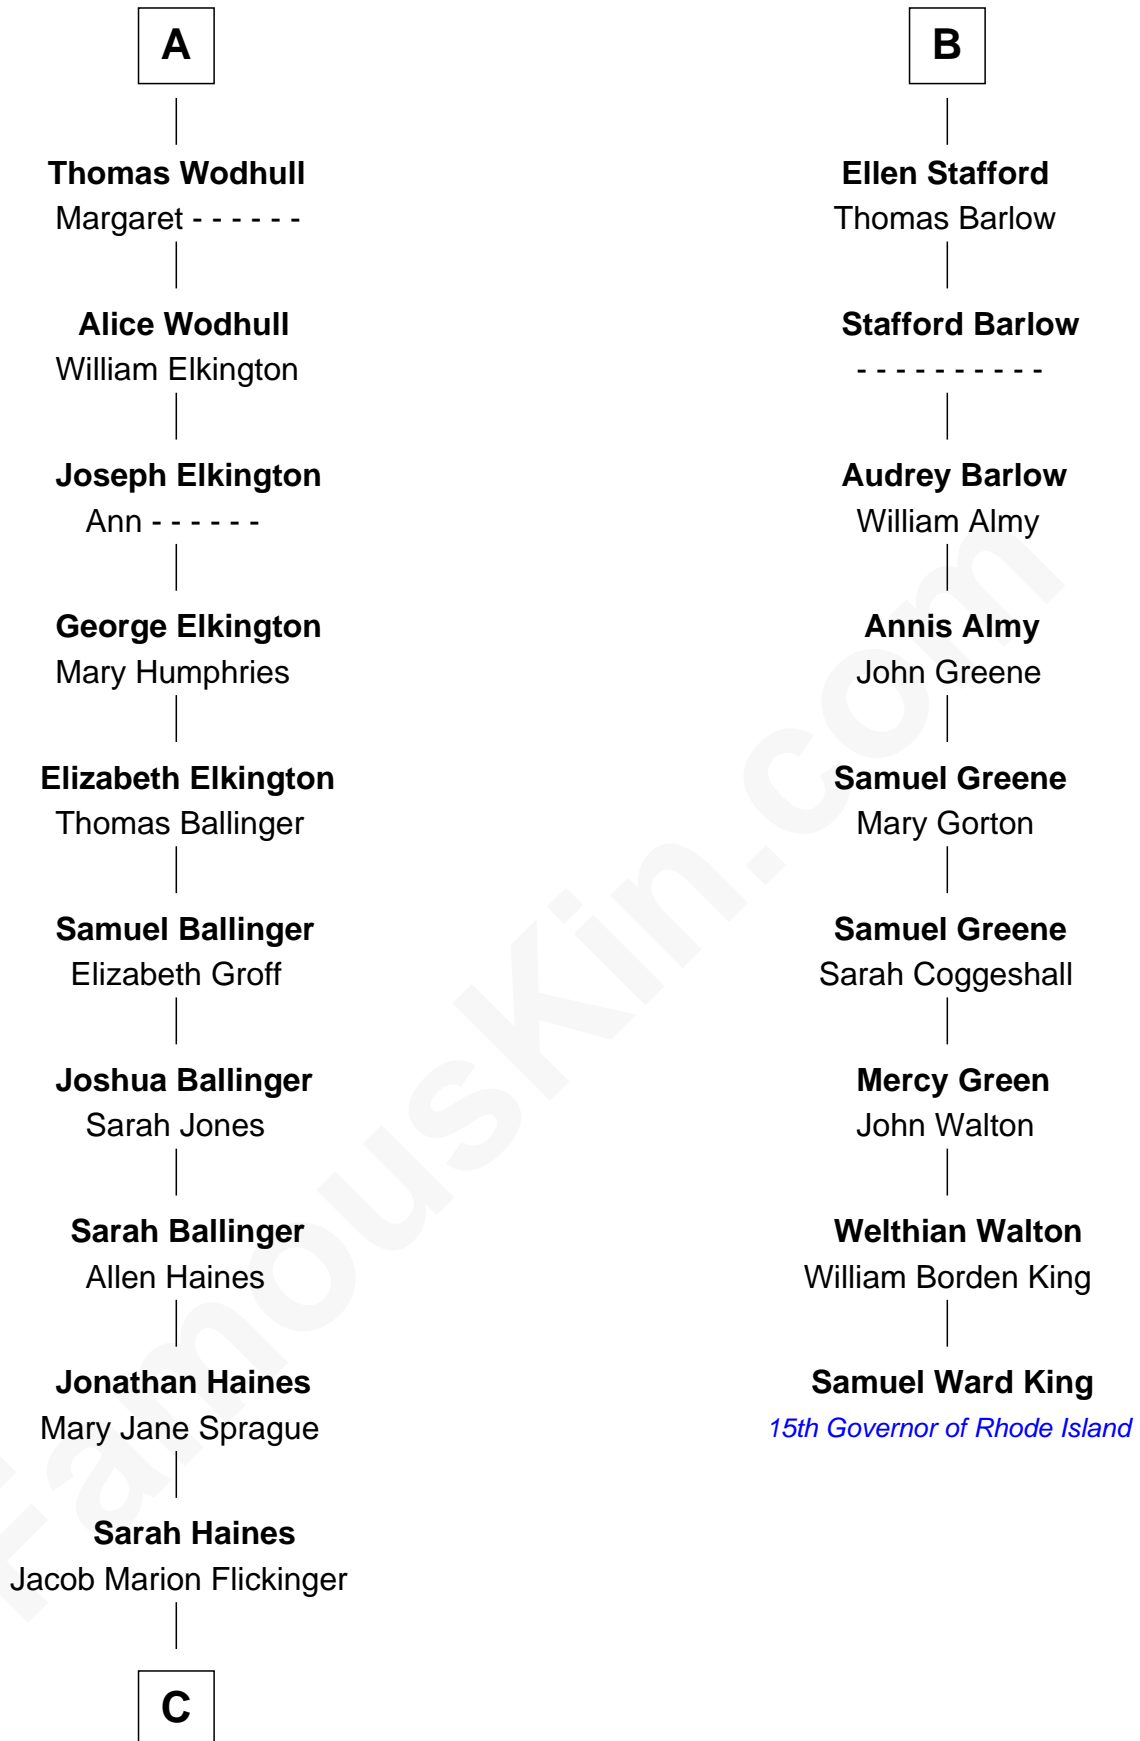 A
Thomas Wodhull
Margaret - - - - - -
Alice Wodhull
William Elkington
Joseph Elkington
Ann - - - - - -
George Elkington
Mary Humphries
Elizabeth Elkington
Thomas Ballinger
Samuel Ballinger
Elizabeth Groff
Joshua Ballinger
Sarah Jones
Sarah Ballinger
Allen Haines
Jonathan Haines
Mary Jane Sprague
Sarah Haines
Jacob Marion Flickinger
C
B
Ellen Stafford
Thomas Barlow
Stafford Barlow
- - - - - - - - - -
Audrey Barlow
William Almy
Annis Almy
John Greene
Samuel Greene
Mary Gorton
Samuel Greene
Sarah Coggeshall
Mercy Green
John Walton
Welthian Walton
William Borden King
Samuel Ward King
15th Governor of Rhode Island
FamousKin.com